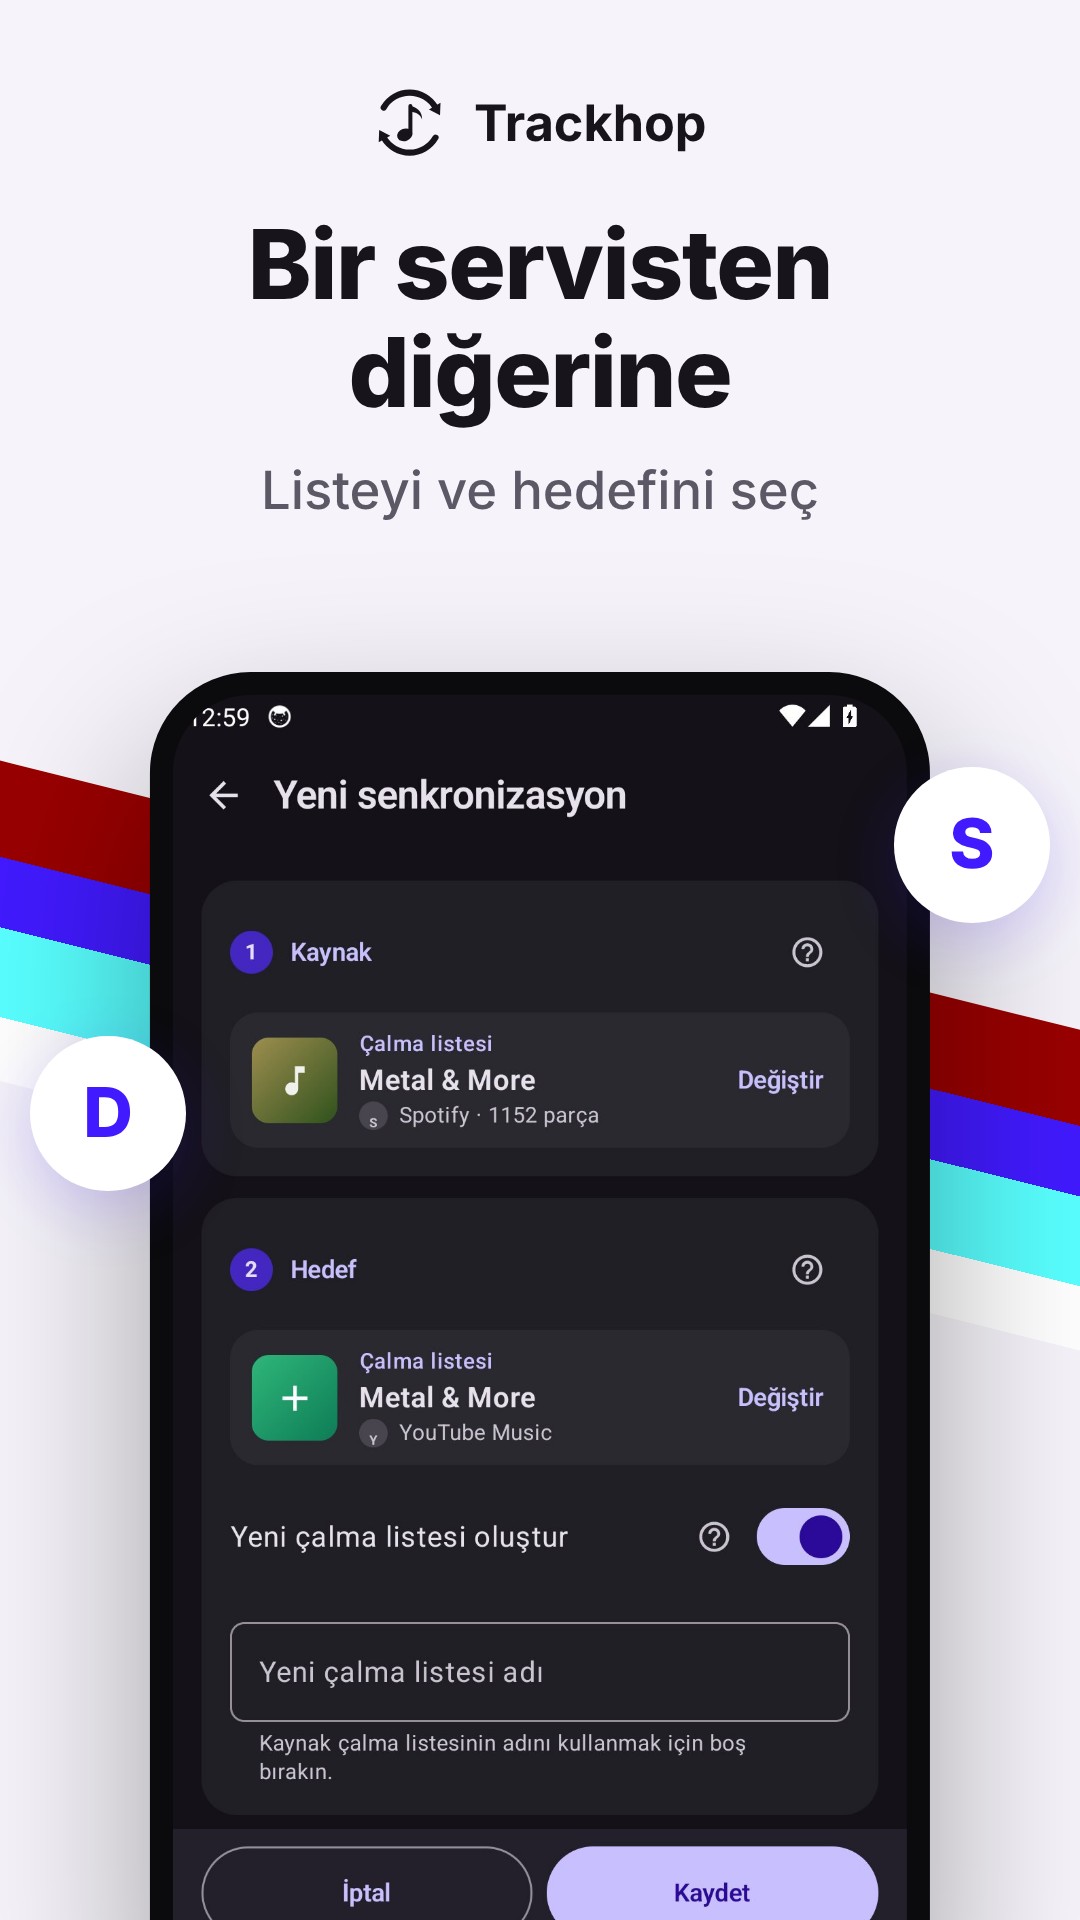 Trackhop
Bir servisten
diğerine
Listeyi ve hedefini seç
12:59
Yeni senkronizasyon
S
1 Kaynak
Çalma listesi
Metal & More
Değiştir
S Spotify · 1152 parça
D
2 Hedef
Çalma listesi
Metal & More
Değiştir
Y YouTube Music
Yeni çalma listesi oluştur
Yeni çalma listesi adı
Kaynak çalma listesinin adını kullanmak için boş
bırakın.
İptal
Kaydet